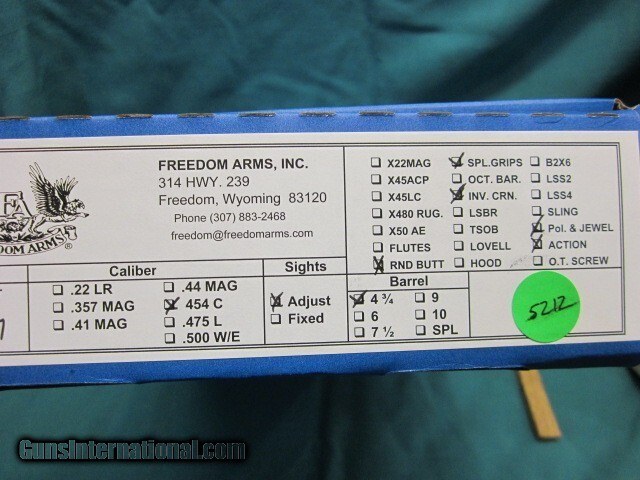 FREEDOM ARMS, INC.
314 HWY. 239
Freedom, Wyoming 83120
Phone (307) 883-2468
freedom@freedomarms.com
FA
EDOM ARMS ®
X22MAG SPL.GRIPS B2X6
X45ACP OCT. BAR. LSS2
X45LC INV. CRN. LSS4
X480 RUG. LSBR SLING
X50 AE TSOB Pol. & JEWEL
FLUTES LOVELL ACTION
RND BUTT HOOD O.T. SCREW
Caliber
.22 LR .44 MAG
.357 MAG 454 C
.41 MAG .475 L
.500 W/E
Sights
Adjust
Fixed
Barrel
4 ¾ 9
6 10
7 ½ SPL
5212
GunsInternational.com